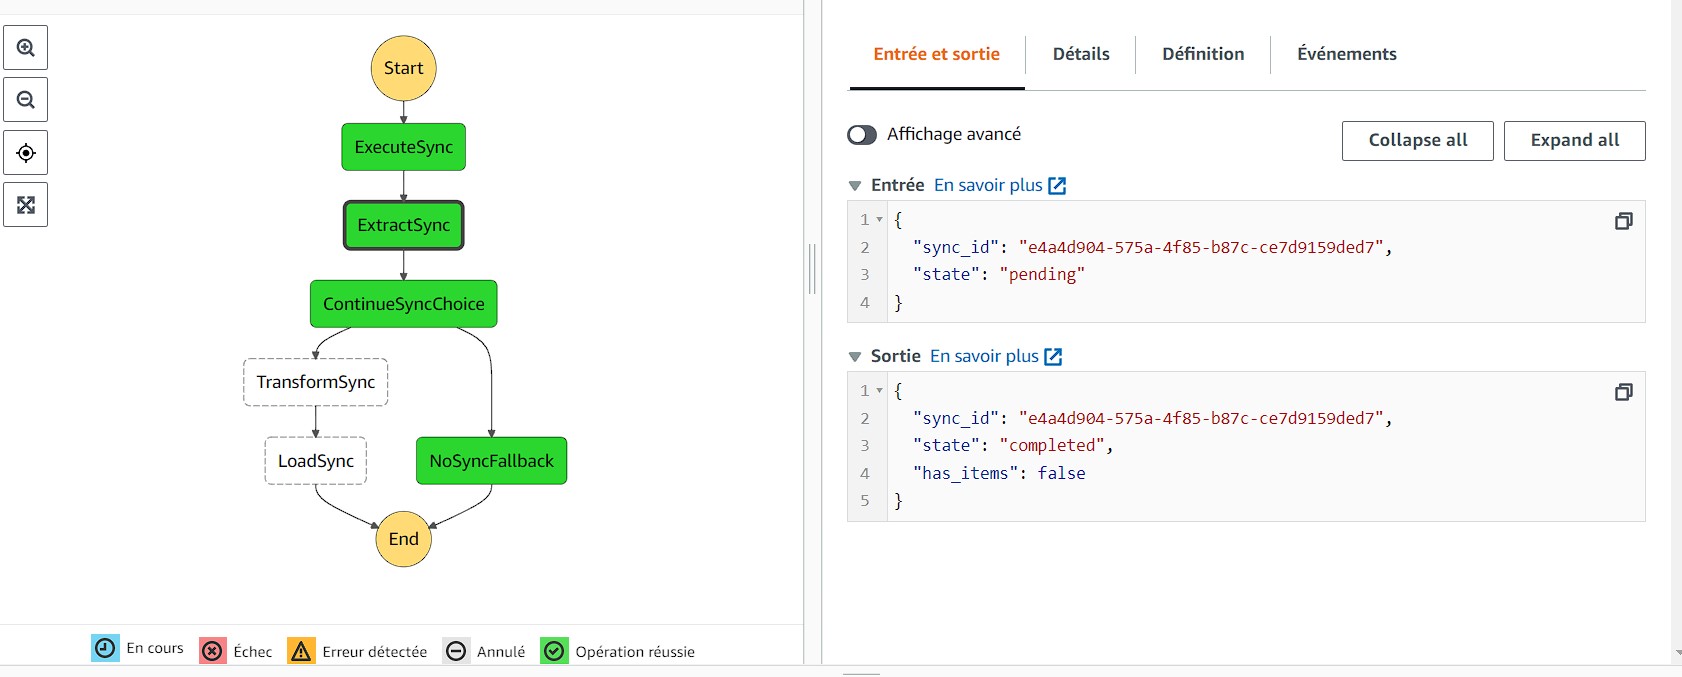 Start
ExecuteSync
ExtractSync
ContinueSyncChoice
TransformSync
LoadSync
NoSyncFallback
End
En cours
Échec
Erreur détectée
Annulé
Opération réussie
Entrée et sortie
Détails
Définition
Événements
Affichage avancé
Collapse all
Expand all
Entrée En savoir plus
1 {
2 "sync_id": "e4a4d904-575a-4f85-b87c-ce7d9159ded7",
3 "state": "pending"
4 }
Sortie En savoir plus
1 {
2 "sync_id": "e4a4d904-575a-4f85-b87c-ce7d9159ded7",
3 "state": "completed",
4 "has_items": false
5 }